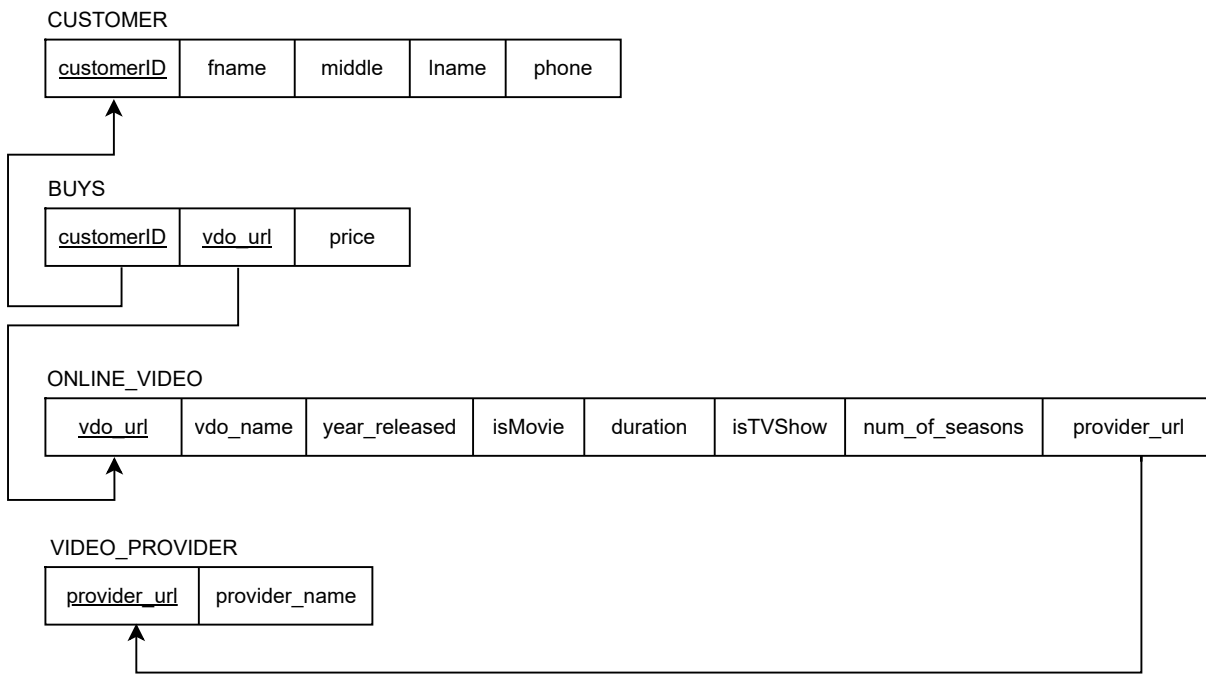 CUSTOMER
customerID fname middle lname phone
BUYS
customerID vdo_url price
ONLINE_VIDEO
vdo_url vdo_name year_released isMovie duration isTVShow num_of_seasons provider_url
VIDEO_PROVIDER
provider_url provider_name